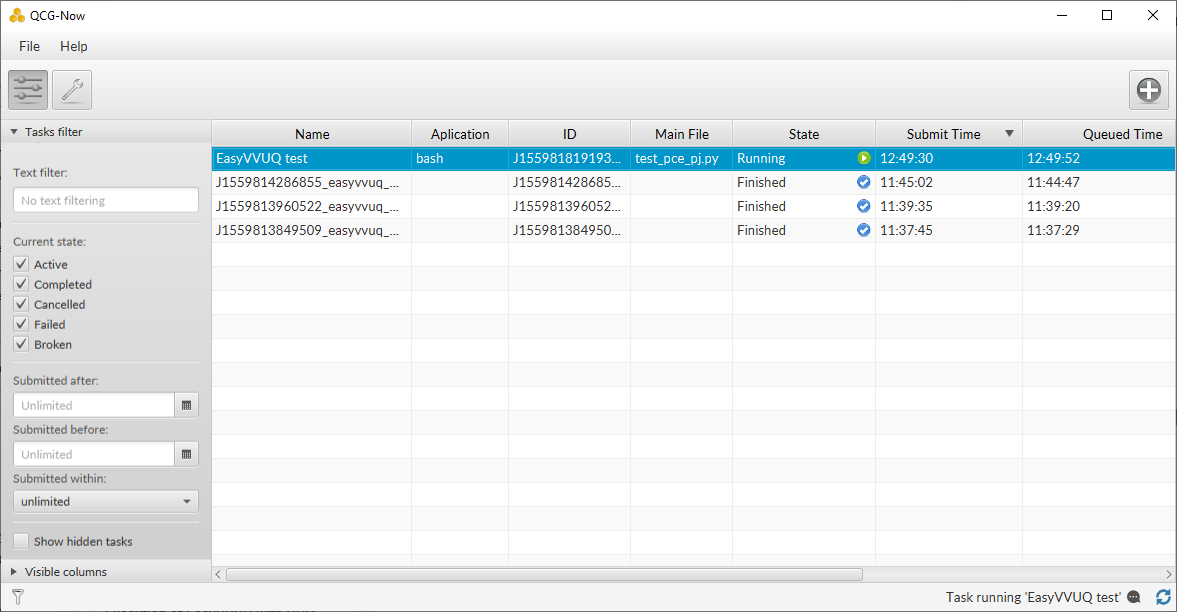 QCG-Now
File Help
Tasks filter
Name Aplication ID Main File State Submit Time Queued Time
EasyVVUQ test bash J155981819193... test_pce_pj.py Running 12:49:30 12:49:52
J1559814286855_easyvvuq_... J155981428685... Finished 11:45:02 11:44:47
J1559813960522_easyvvuq_... J155981396052... Finished 11:39:35 11:39:20
J1559813849509_easyvvuq_... J155981384950... Finished 11:37:45 11:37:29
Text filter:
No text filtering
Current state:
Active
Completed
Cancelled
Failed
Broken
Submitted after:
Unlimited
Submitted before:
Unlimited
Submitted within:
unlimited
Show hidden tasks
Visible columns
Task running 'EasyVVUQ test'